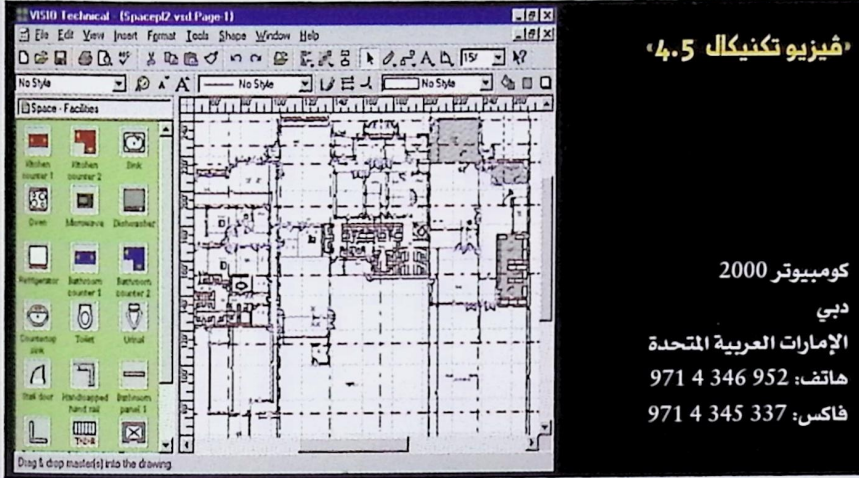 VISIO Technical - (Spacepl2.vsd:Page-1)
File Edit View Insert Format Tools Shape Window Help
15°
No Style
No Style
No Style
Space - Facilities
Kitchen counter 1
Kitchen counter 2
Sink
Oven
Microwave
Dishwasher
Refrigerator
Bathroom counter 1
Bathroom counter 2
Countertop sink
Toilet
Urinal
Stall door
Handicapped hand rail
Bathroom panel 1
Drag & drop master(s) into the drawing.
«ڤيزيو تكنيكال 4.5»
كومبيوتر 2000
دبي
الإمارات العربية المتحدة
هاتف: 952 346 4 971
فاكس: 337 345 4 971